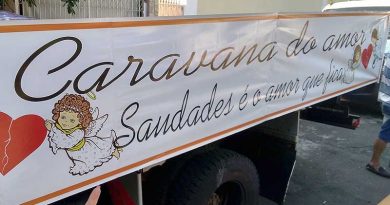 Caravana do amor
Saudades é o amor que fica